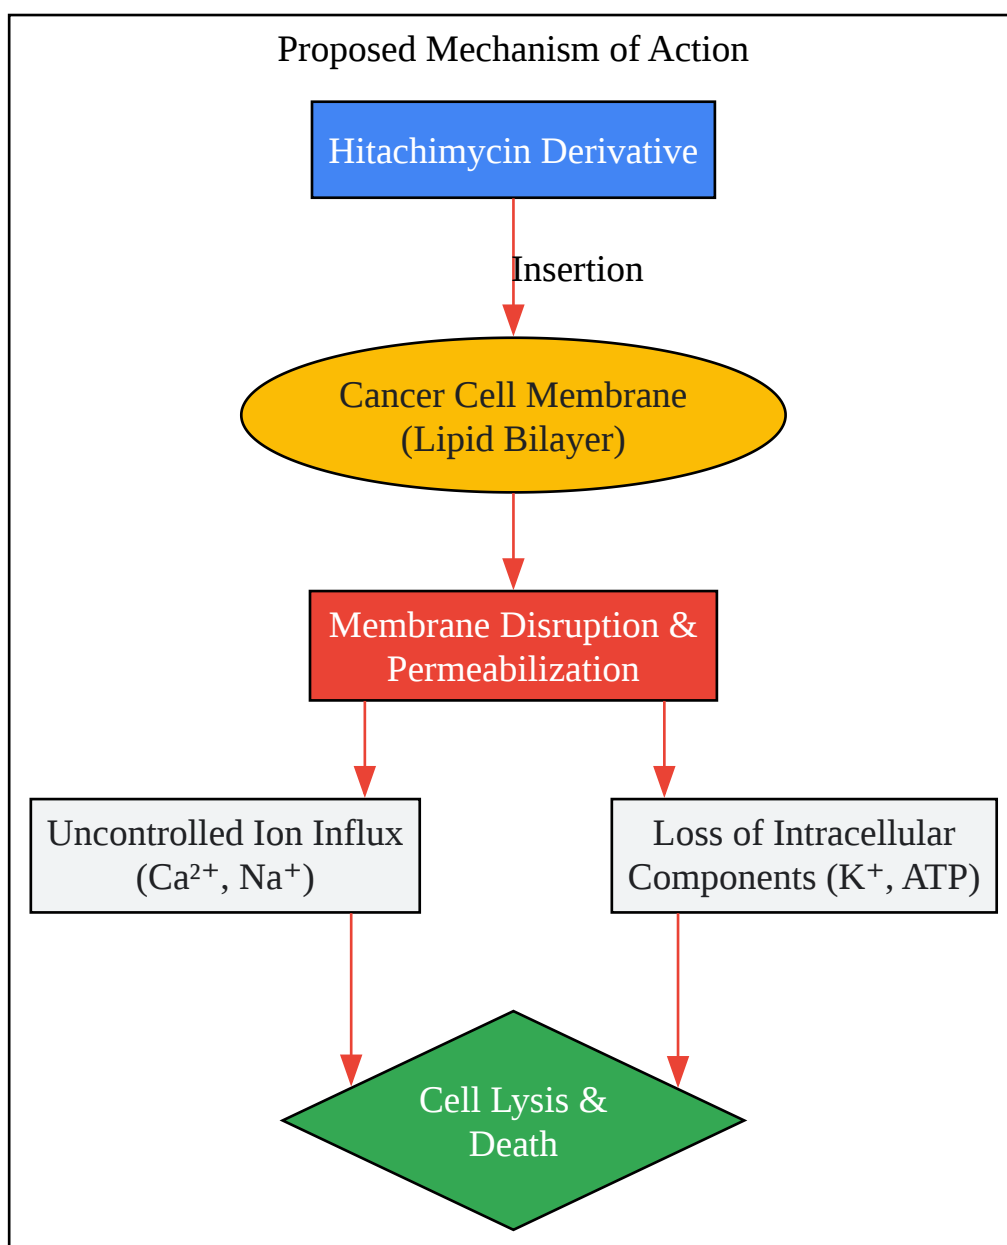 Proposed Mechanism of Action
Hitachimycin Derivative
Insertion
Cancer Cell Membrane
(Lipid Bilayer)
Membrane Disruption &
Permeabilization
Uncontrolled Ion Influx
(Ca²⁺, Na⁺)
Loss of Intracellular
Components (K⁺, ATP)
Cell Lysis &
Death